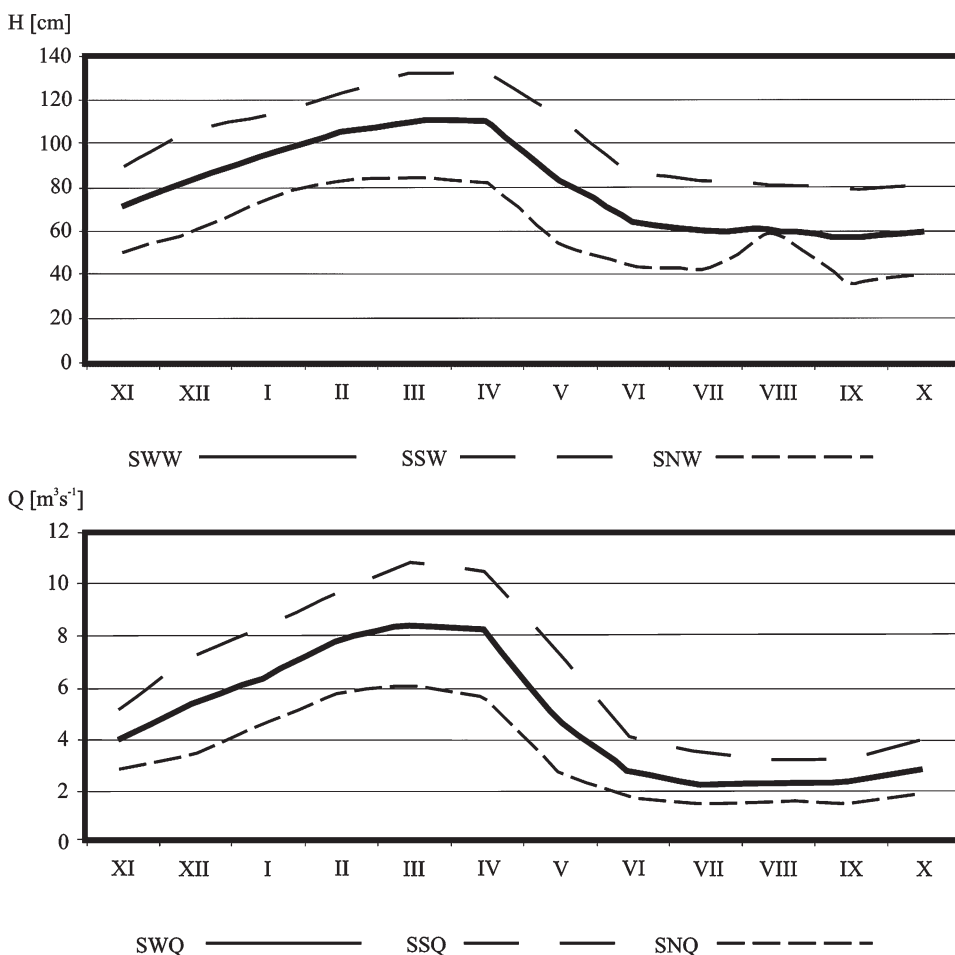 H [cm]
140
120
100
80
60
40
20
0
XI XII I II III IV V VI VII VIII IX X
SWW SSW SNW
Q [m³s⁻¹]
12
10
8
6
4
2
0
XI XII I II III IV V VI VII VIII IX X
SWQ SSQ SNQ